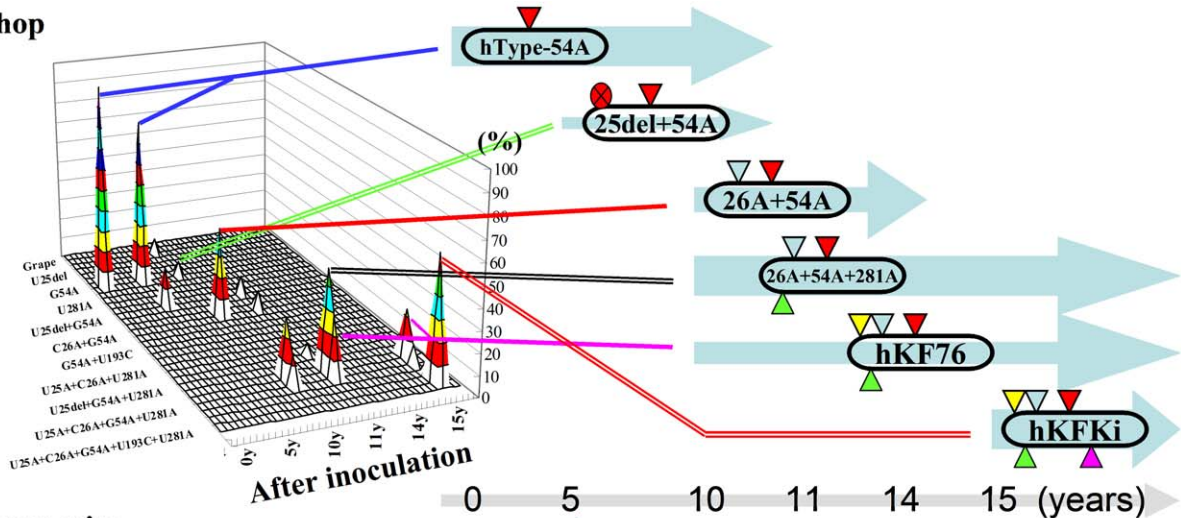 hop
hType-54A
25del+54A
(%)
100
90
80
70
60
50
40
30
20
10
0
26A+54A
26A+54A+281A
hKF76
hKFKi
Grape
U25del
G54A
U281A
U25del+G54A
C26A+G54A
G54A+U193C
U25A+C26A+U281A
U25del+G54A+U281A
U25A+C26A+G54A+U281A
U25A+C26A+G54A+U193C+U281A
0y
5y
10y
11y
14y
15y
After inoculation
0 5 10 11 14 15 (years)